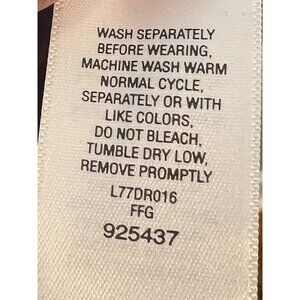 WASH SEPARATELY
BEFORE WEARING,
MACHINE WASH WARM
NORMAL CYCLE,
SEPARATELY OR WITH
LIKE COLORS,
DO NOT BLEACH,
TUMBLE DRY LOW,
REMOVE PROMPTLY
L77DR016
FFG
925437